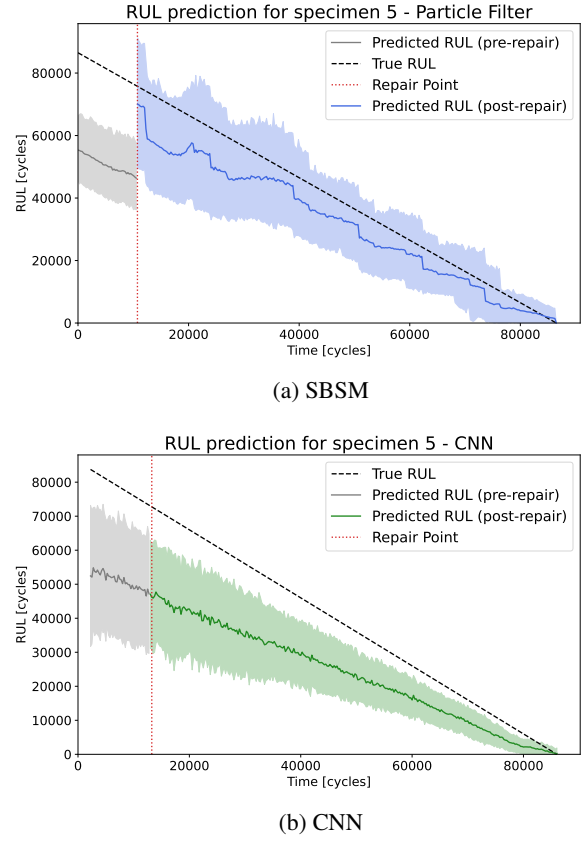 RUL prediction for specimen 5 - Particle Filter
Predicted RUL (pre-repair)
True RUL
Repair Point
Predicted RUL (post-repair)
RUL [cycles]
80000
60000
40000
20000
0
0 20000 40000 60000 80000
Time [cycles]
(a) SBSM
RUL prediction for specimen 5 - CNN
True RUL
Predicted RUL (pre-repair)
Predicted RUL (post-repair)
Repair Point
RUL [cycles]
80000
70000
60000
50000
40000
30000
20000
10000
0
0 20000 40000 60000 80000
Time [cycles]
(b) CNN